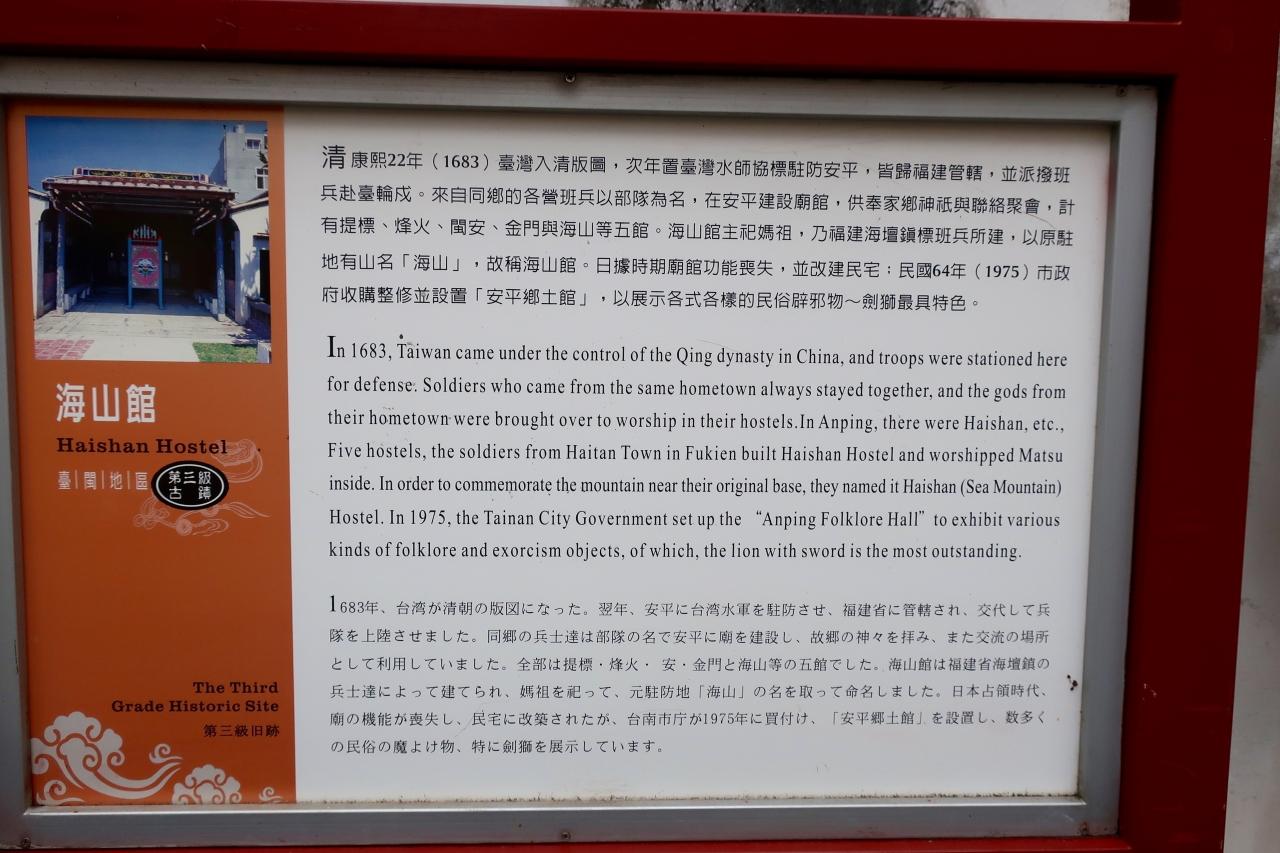 海山館
Haishan Hostel
臺|閩|地|區
第三級
古蹟
The Third
Grade Historic Site
第三級旧跡
清康熙22年（1683）臺灣入清版圖，次年置臺灣水師協標駐防安平，皆歸福建管轄，並派撥班
兵赴臺輪戍。來自同鄉的各營班兵以部隊為名，在安平建設廟館，供奉家鄉神祇與聯絡聚會，計
有提標、烽火、閩安、金門與海山等五館。海山館主祀媽祖，乃福建海壇鎮標班兵所建，以原駐
地有山名「海山」，故稱海山館。日據時期廟館功能喪失，並改建民宅；民國64年（1975）市政
府收購整修並設置「安平鄉土館」，以展示各式各樣的民俗辟邪物～劍獅最具特色。
In 1683, Taiwan came under the control of the Qing dynasty in China, and troops were stationed here
for defense. Soldiers who came from the same hometown always stayed together, and the gods from
their hometown were brought over to worship in their hostels.In Anping, there were Haishan, etc.,
Five hostels, the soldiers from Haitan Town in Fukien built Haishan Hostel and worshipped Matsu
inside. In order to commemorate the mountain near their original base, they named it Haishan (Sea Mountain)
Hostel. In 1975, the Tainan City Government set up the “Anping Folklore Hall” to exhibit various
kinds of folklore and exorcism objects, of which, the lion with sword is the most outstanding.
1683年、台湾が清朝の版図になった。翌年、安平に台湾水軍を駐防させ、福建省に管轄され、交代して兵
隊を上陸させました。同郷の兵士達は部隊の名で安平に廟を建設し、故郷の神々を拝み、また交流の場所
として利用していました。全部は提標・烽火・ 安・金門と海山等の五館でした。海山館は福建省海壇鎮の
兵士達によって建てられ、媽祖を祀って、元駐防地「海山」の名を取って命名しました。日本占領時代、
廟の機能が喪失し、民宅に改築されたが、台南市庁が1975年に買付け、「安平郷土館」を設置し、数多く
の民俗の魔よけ物、特に劍獅を展示しています。